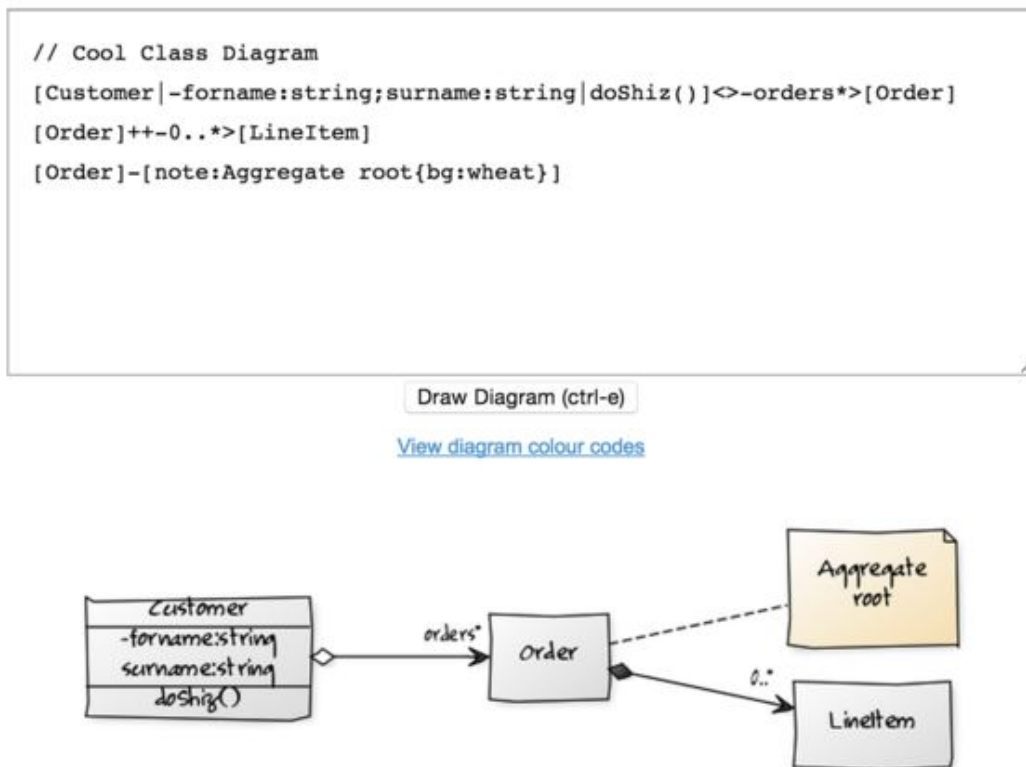 // Cool Class Diagram
[Customer|-forname:string;surname:string|doShiz()]<>-orders*>[Order]
[Order]++-0..*>[LineItem]
[Order]-[note:Aggregate root{bg:wheat}]
Draw Diagram (ctrl-e)
View diagram colour codes
Customer
-forname:string
surname:string
doShiz()
orders*
Order
Aggregate
root
0..*
LineItem